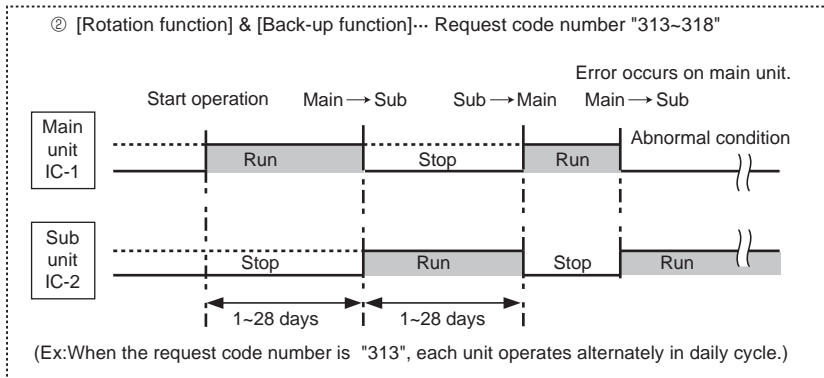 ② [Rotation function] & [Back-up function]··· Request code number "313~318"
Error occurs on main unit.
Start operation Main → Sub Sub → Main Main → Sub
Main
unit
IC-1
Abnormal condition
Run Stop Run
Sub
unit
IC-2
Stop Run Stop Run
1~28 days 1~28 days
(Ex:When the request code number is "313", each unit operates alternately in daily cycle.)